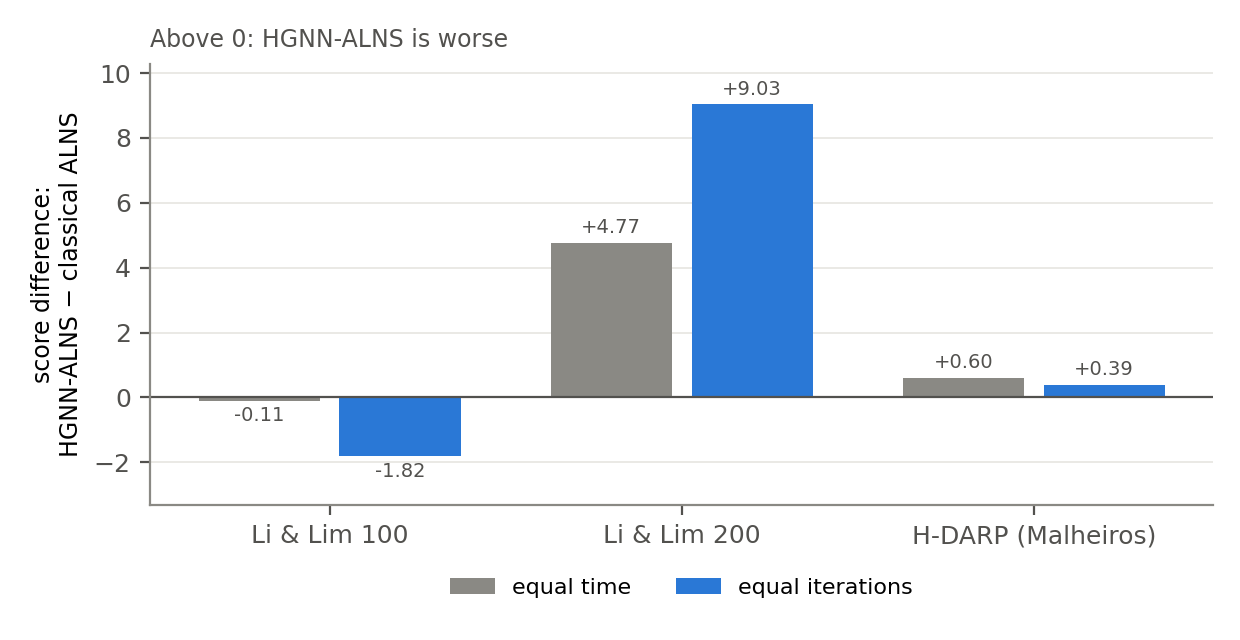 Above 0: HGNN-ALNS is worse
score difference:
HGNN-ALNS − classical ALNS
10
8
6
4
2
0
−2
-0.11
-1.82
+4.77
+9.03
+0.60
+0.39
Li & Lim 100
Li & Lim 200
H-DARP (Malheiros)
equal time
equal iterations